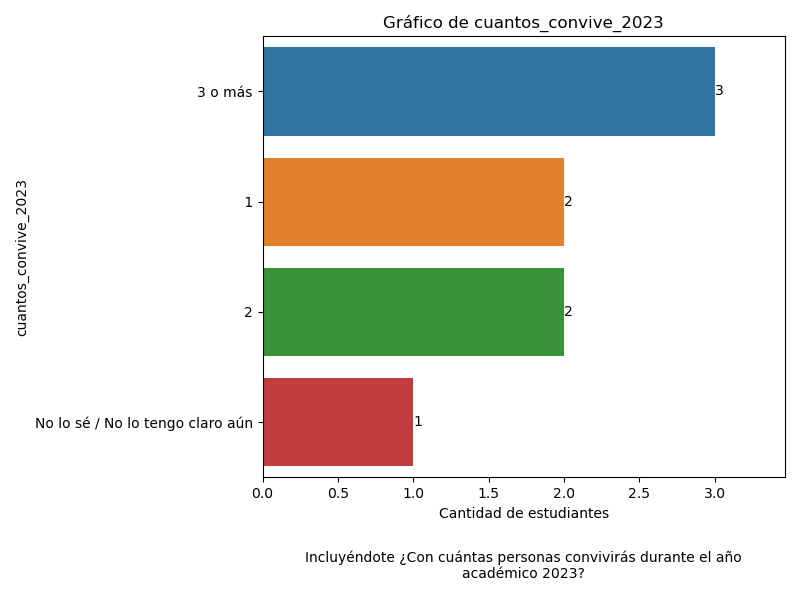 Gráfico de cuantos_convive_2023
cuantos_convive_2023
3 o más
3
1
2
2
2
No lo sé / No lo tengo claro aún
1
0.0 0.5 1.0 1.5 2.0 2.5 3.0
Cantidad de estudiantes
Incluyéndote ¿Con cuántas personas convivirás durante el año
académico 2023?